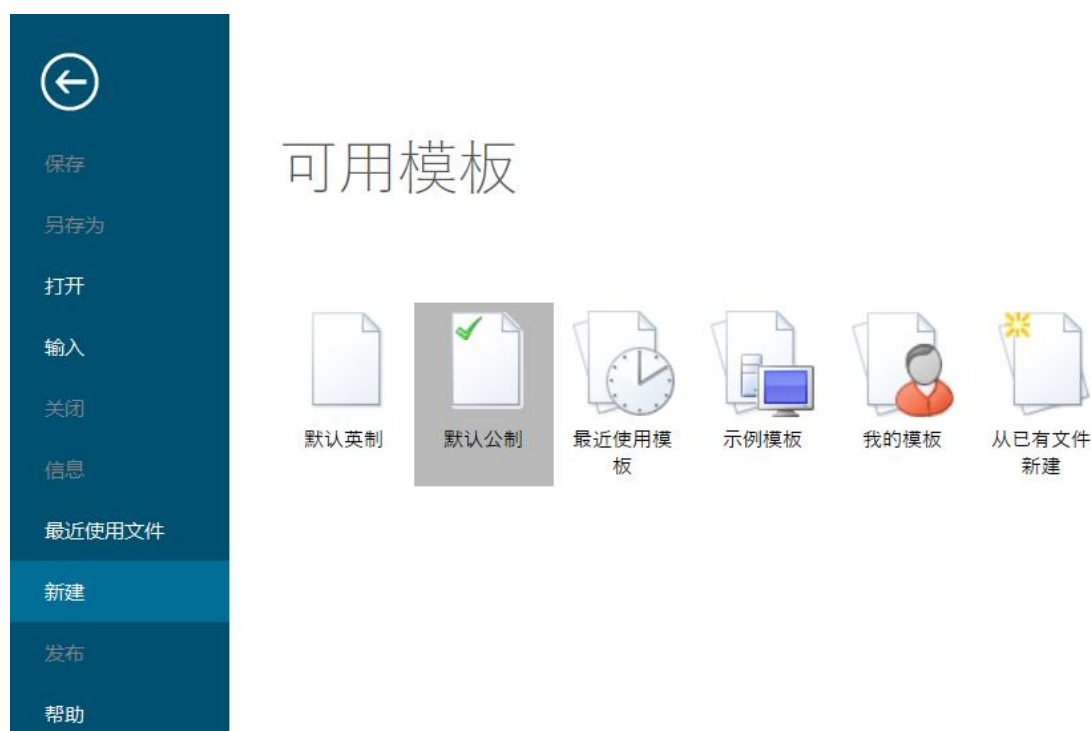 保存
另存为
打开
输入
关闭
信息
最近使用文件
新建
发布
帮助
可用模板
默认英制
默认公制
最近使用模
板
示例模板
我的模板
从已有文件
新建